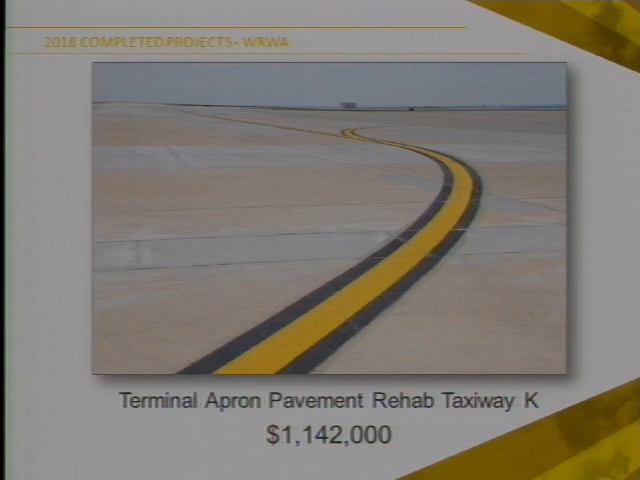 2018 COMPLETED PROJECTS - WRWA
Terminal Apron Pavement Rehab Taxiway K
$1,142,000